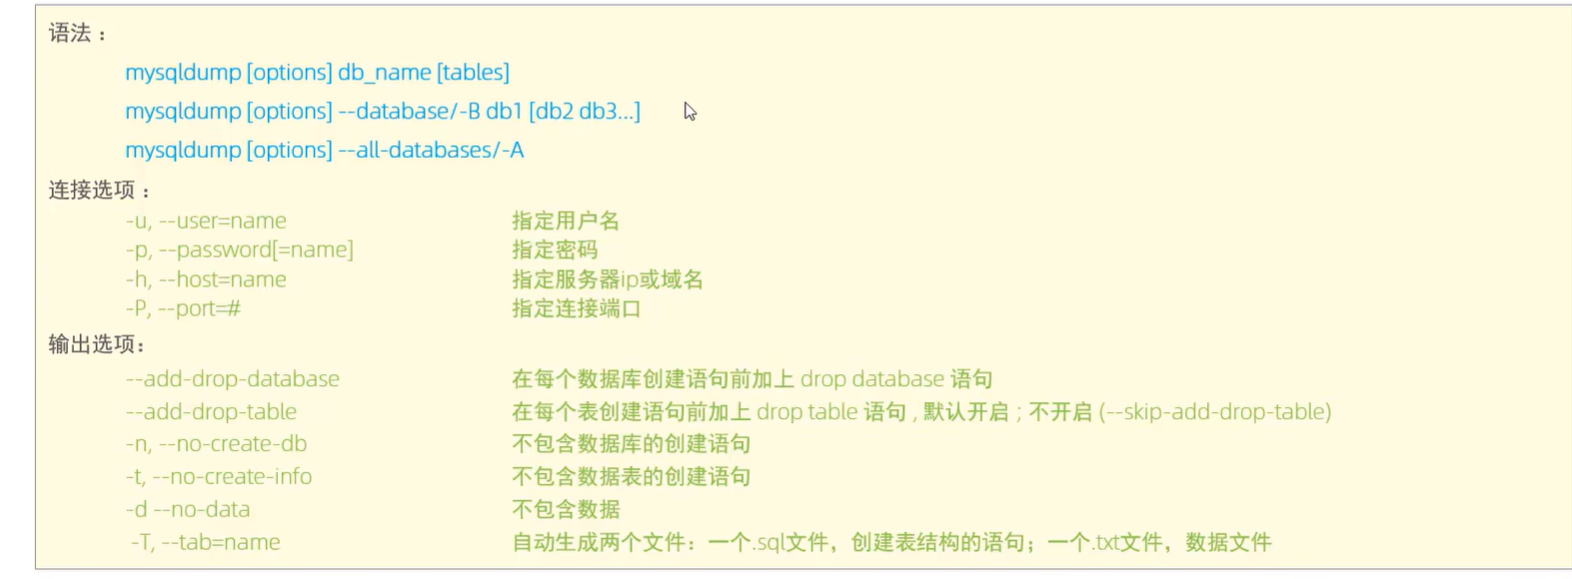 语法：
mysqldump [options] db_name [tables]
mysqldump [options] --database/-B db1 [db2 db3...]
mysqldump [options] --all-databases/-A
连接选项：
-u, --user=name 指定用户名
-p, --password[=name] 指定密码
-h, --host=name 指定服务器ip或域名
-P, --port=# 指定连接端口
输出选项：
--add-drop-database 在每个数据库创建语句前加上 drop database 语句
--add-drop-table 在每个表创建语句前加上 drop table 语句 , 默认开启 ; 不开启 (--skip-add-drop-table)
-n, --no-create-db 不包含数据库的创建语句
-t, --no-create-info 不包含数据表的创建语句
-d --no-data 不包含数据
-T, --tab=name 自动生成两个文件：一个.sql文件，创建表结构的语句；一个.txt文件，数据文件